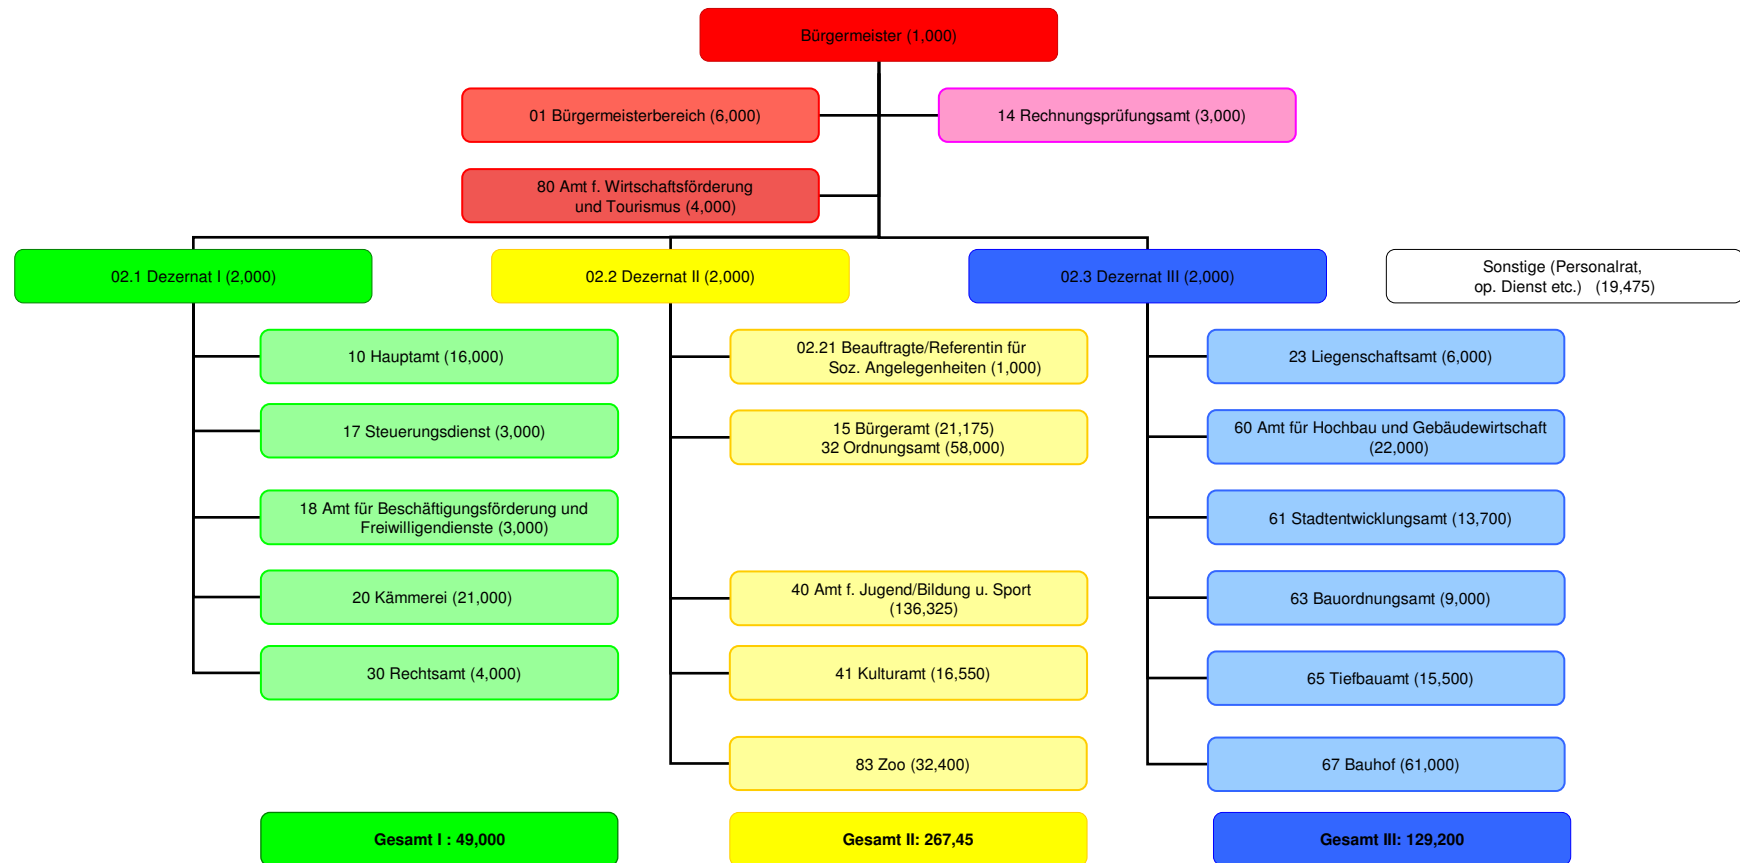 Bürgermeister (1,000)
01 Bürgermeisterbereich (6,000)
14 Rechnungsprüfungsamt (3,000)
80 Amt f. Wirtschaftsförderung
und Tourismus (4,000)
02.1 Dezernat I (2,000)
02.2 Dezernat II (2,000)
02.3 Dezernat III (2,000)
Sonstige (Personalrat,
op. Dienst etc.) (19,475)
10 Hauptamt (16,000)
17 Steuerungsdienst (3,000)
18 Amt für Beschäftigungsförderung und
Freiwilligendienste (3,000)
20 Kämmerei (21,000)
30 Rechtsamt (4,000)
02.21 Beauftragte/Referentin für
Soz. Angelegenheiten (1,000)
15 Bürgeramt (21,175)
32 Ordnungsamt (58,000)
40 Amt f. Jugend/Bildung u. Sport
(136,325)
41 Kulturamt (16,550)
83 Zoo (32,400)
23 Liegenschaftsamt (6,000)
60 Amt für Hochbau und Gebäudewirtschaft
(22,000)
61 Stadtentwicklungsamt (13,700)
63 Bauordnungsamt (9,000)
65 Tiefbauamt (15,500)
67 Bauhof (61,000)
Gesamt I : 49,000
Gesamt II: 267,45
Gesamt III: 129,200